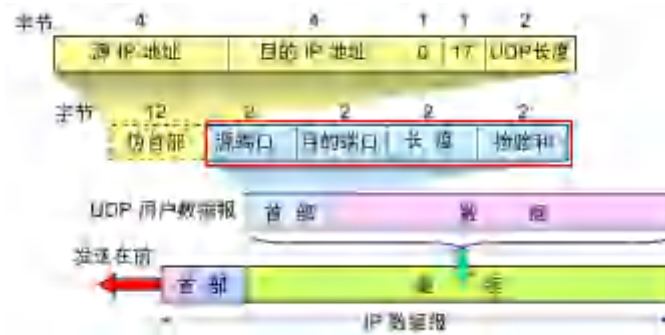 字节 4 4 1 1 2
源 IP 地址 目的 IP 地址 0 17 UDP长度
字节 12 2 2 2 2
伪首部 源端口 目的端口 长 度 检验和
UDP 用户数据报 首 部 数 据
发送在前
首 部 数 据
IP 数据报